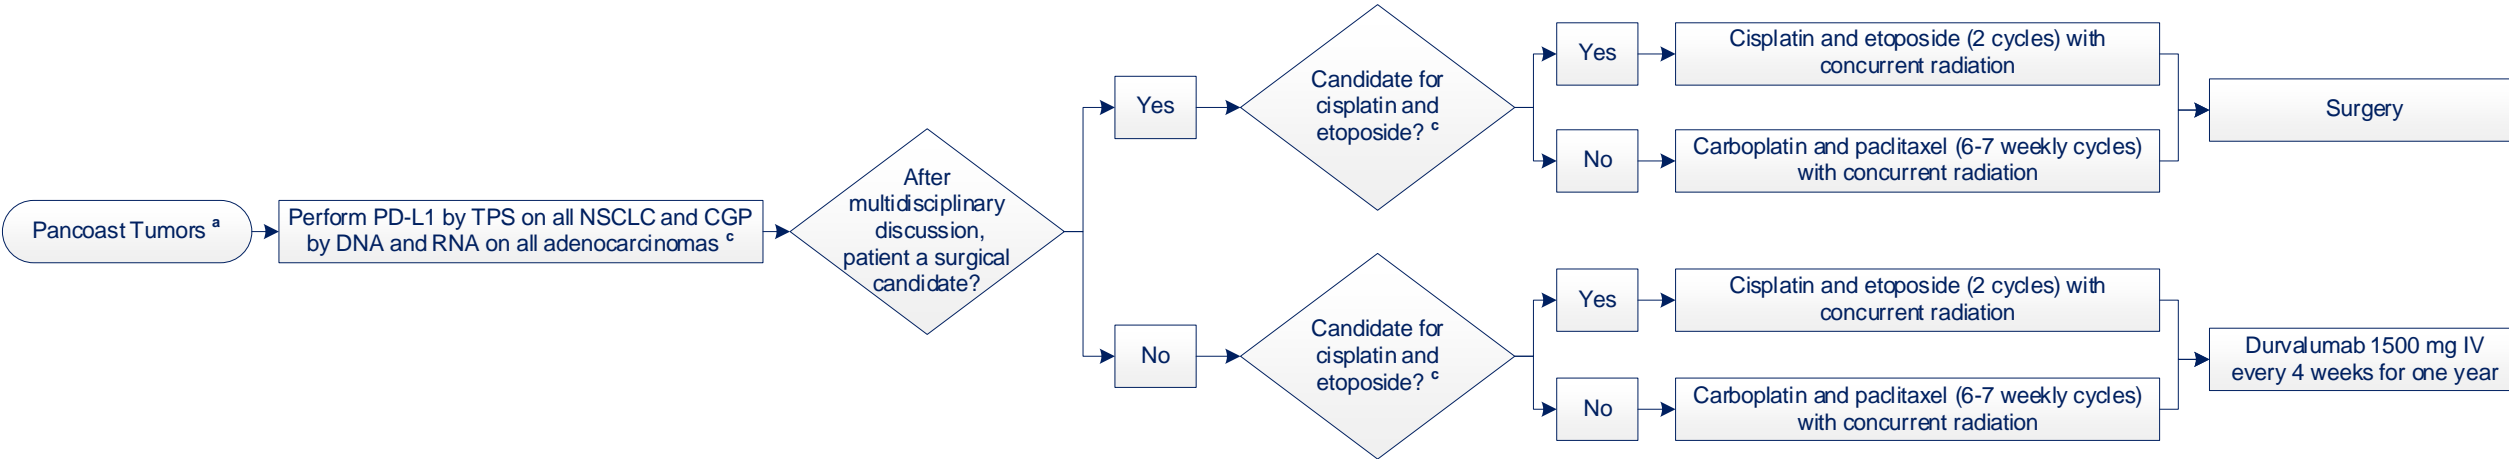 Pancoast Tumors a
Perform PD-L1 by TPS on all NSCLC and CGP
by DNA and RNA on all adenocarcinomas c
After
multidisciplinary
discussion,
patient a surgical
candidate?
Yes
Candidate for
cisplatin and
etoposide? c
Yes
Cisplatin and etoposide (2 cycles) with
concurrent radiation
No
Carboplatin and paclitaxel (6-7 weekly cycles)
with concurrent radiation
Surgery
No
Candidate for
cisplatin and
etoposide? c
Yes
Cisplatin and etoposide (2 cycles) with
concurrent radiation
No
Carboplatin and paclitaxel (6-7 weekly cycles)
with concurrent radiation
Durvalumab 1500 mg IV
every 4 weeks for one year